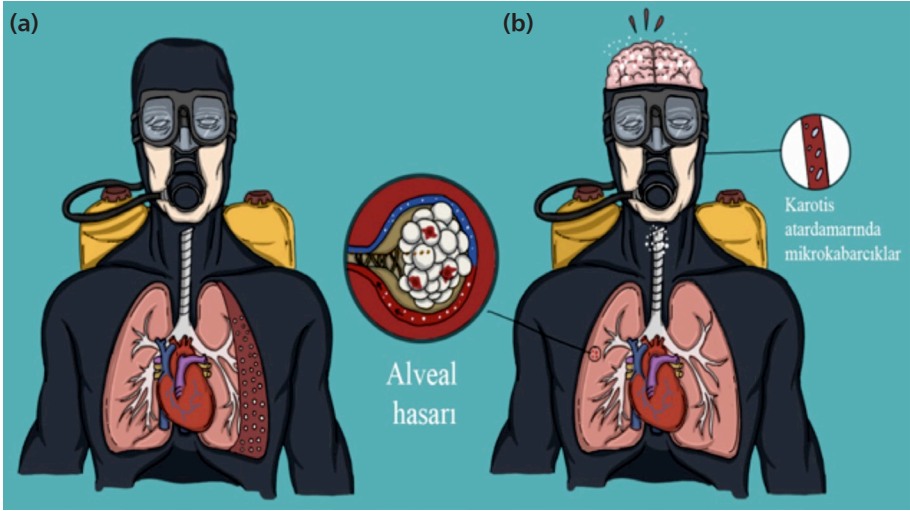 (a)
(b)
Karotis
atardamarında
mikrokabarcıklar
Alveal
hasarı